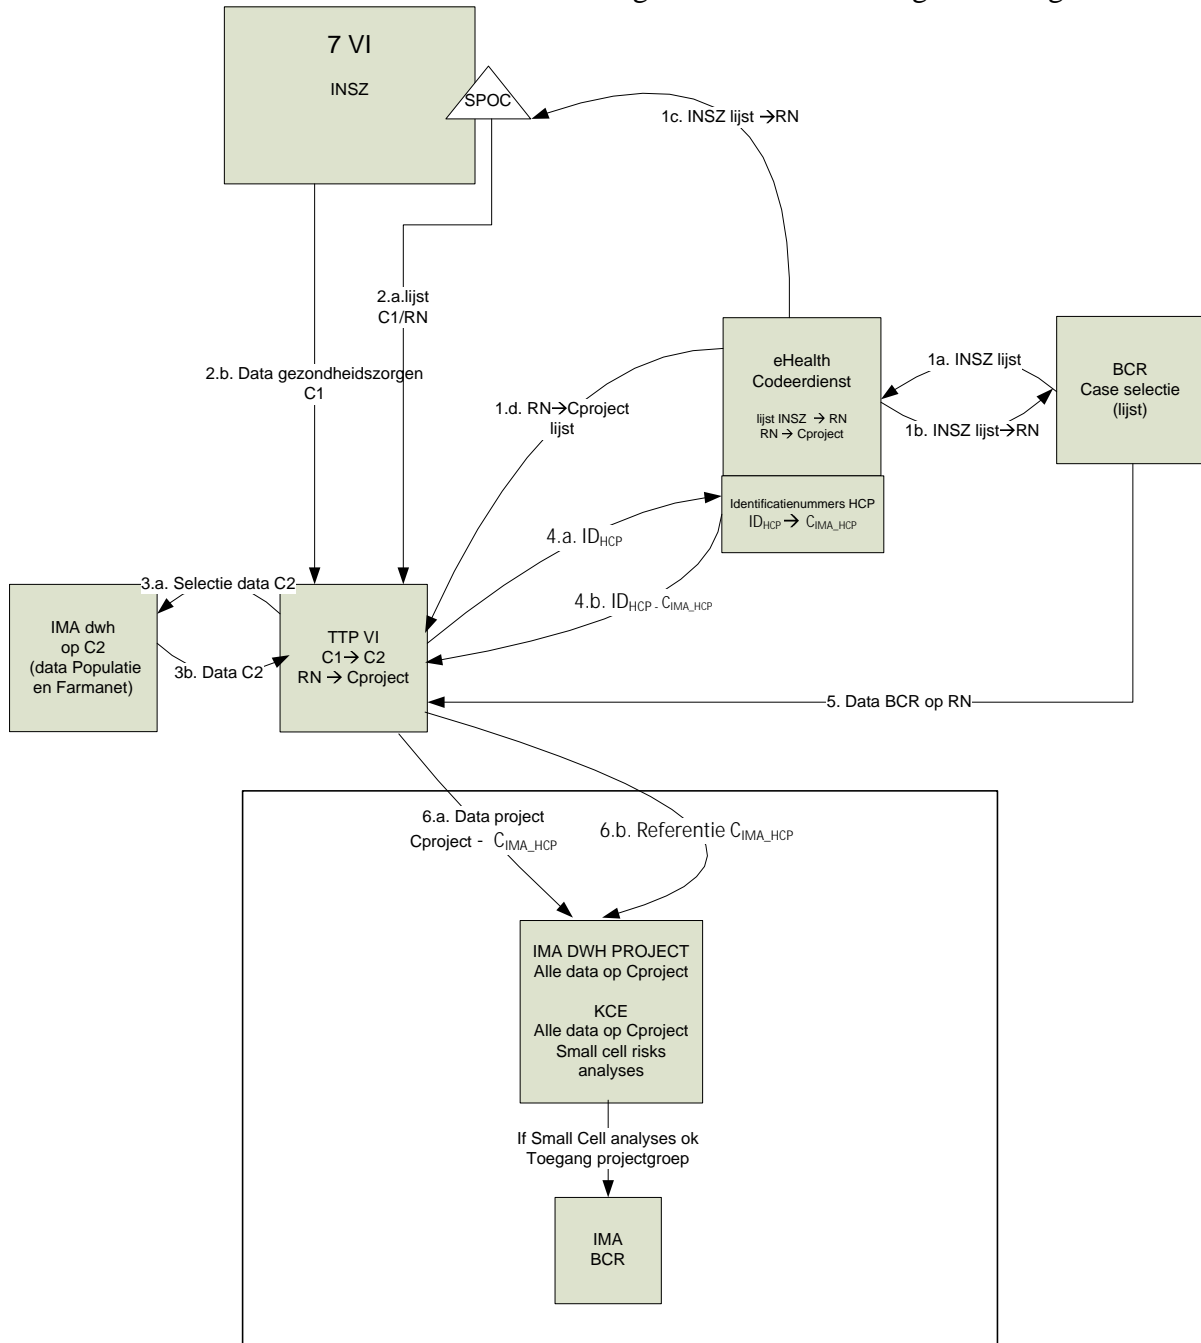 7 VI
INSZ
SPOC
1c. INSZ lijst →RN
2.a.lijst
C1/RN
2.b. Data gezondheidszorgen
C1
1.d. RN→Cproject
lijst
eHealth
Codeerdienst
lijst INSZ → RN
RN → Cproject
1a. INSZ lijst
1b. INSZ lijst→RN
BCR
Case selectie
(lijst)
Identificatienummers HCP
IDHCP → CIMA_HCP
4.a. IDHCP
4.b. IDHCP - CIMA_HCP
3.a. Selectie data C2
3b. Data C2
IMA dwh
op C2
(data Populatie
en Farmanet)
TTP VI
C1→ C2
RN → Cproject
5. Data BCR op RN
6.a. Data project
Cproject - CIMA_HCP
6.b. Referentie CIMA_HCP
IMA DWH PROJECT
Alle data op Cproject
KCE
Alle data op Cproject
Small cell risks
analyses
If Small Cell analyses ok
Toegang projectgroep
IMA
BCR